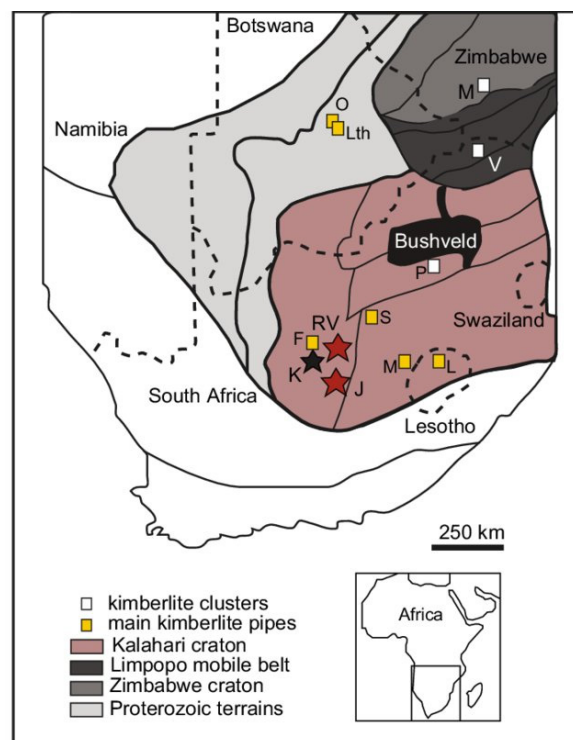 Botswana
Zimbabwe
M
Namibia
O
Lth
V
Bushveld
P
S
Swaziland
RV
F
K
M
L
J
South Africa
Lesotho
250 km
kimberlite clusters
main kimberlite pipes
Kalahari craton
Limpopo mobile belt
Zimbabwe craton
Proterozoic terrains
Africa